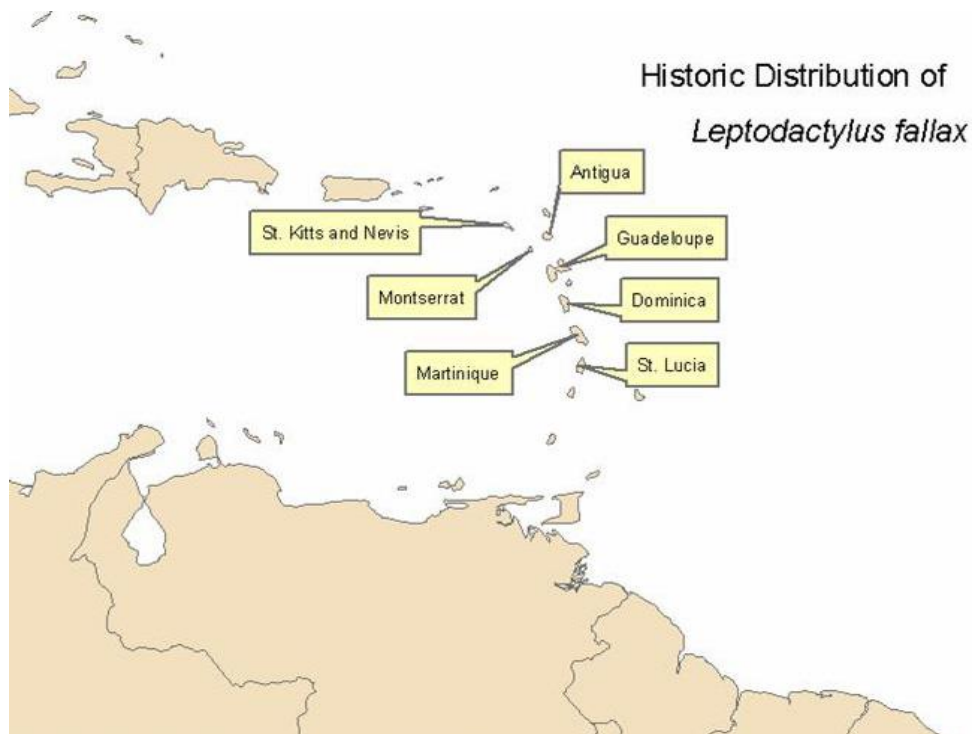 Historic Distribution of
Leptodactylus fallax
Antigua
St. Kitts and Nevis
Guadeloupe
Montserrat
Dominica
Martinique
St. Lucia